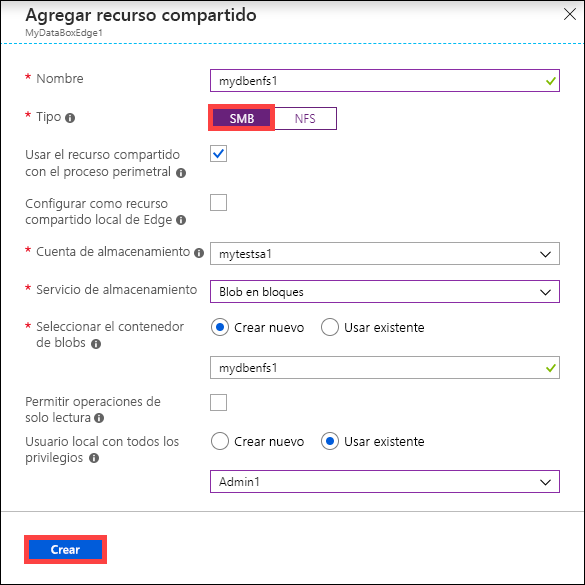 Agregar recurso compartido
MyDataBoxEdge1
* Nombre
mydbenfs1
* Tipo
SMB
NFS
Usar el recurso compartido
con el proceso perimetral
Configurar como recurso
compartido local de Edge
* Cuenta de almacenamiento
mytestsa1
* Servicio de almacenamiento
Blob en bloques
* Seleccionar el contenedor
de blobs
Crear nuevo
Usar existente
mydbenfs1
Permitir operaciones de
solo lectura
Usuario local con todos los
privilegios
Crear nuevo
Usar existente
Admin1
Crear